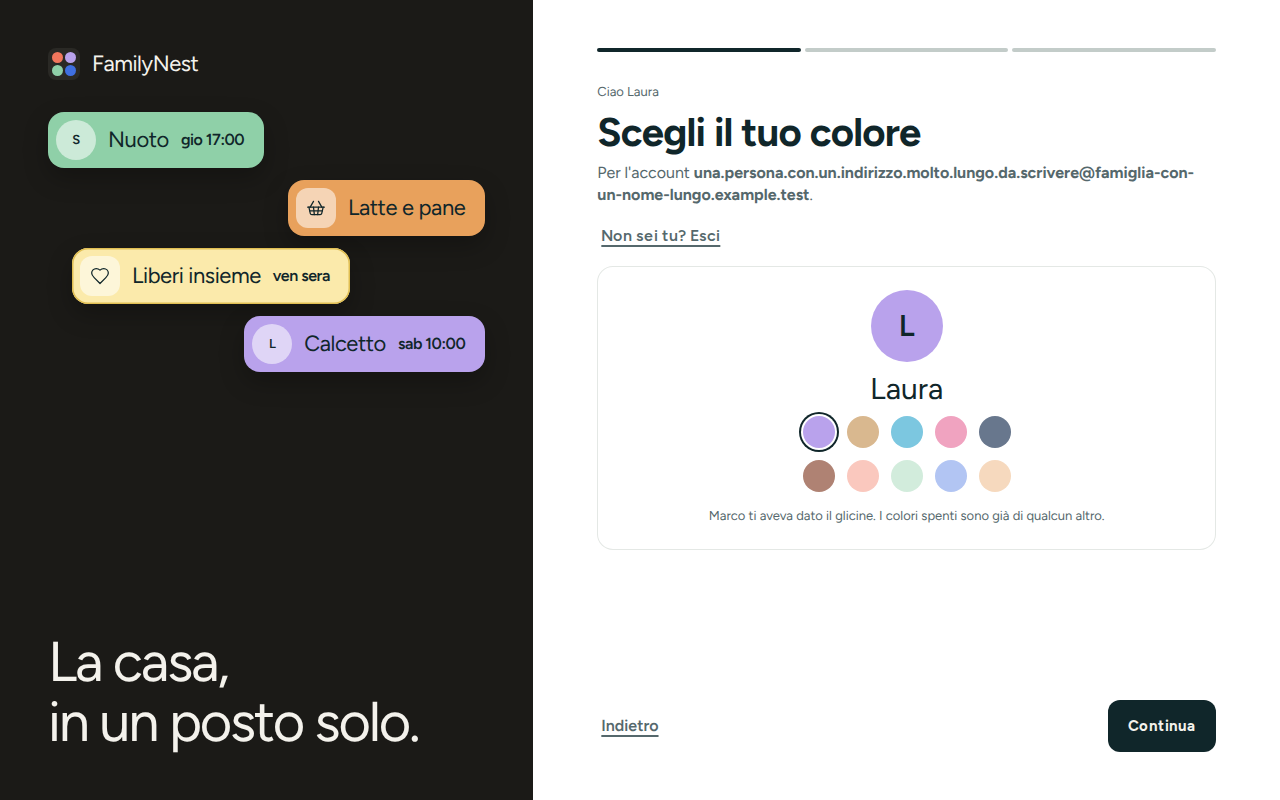 FamilyNest
S Nuoto gio 17:00
Latte e pane
Liberi insieme ven sera
L Calcetto sab 10:00
La casa,
in un posto solo.
Ciao Laura
Scegli il tuo colore
Per l'account una.persona.con.un.indirizzo.molto.lungo.da.scrivere@famiglia-con-
un-nome-lungo.example.test.
Non sei tu? Esci
L
Laura
Marco ti aveva dato il glicine. I colori spenti sono già di qualcun altro.
Indietro
Continua